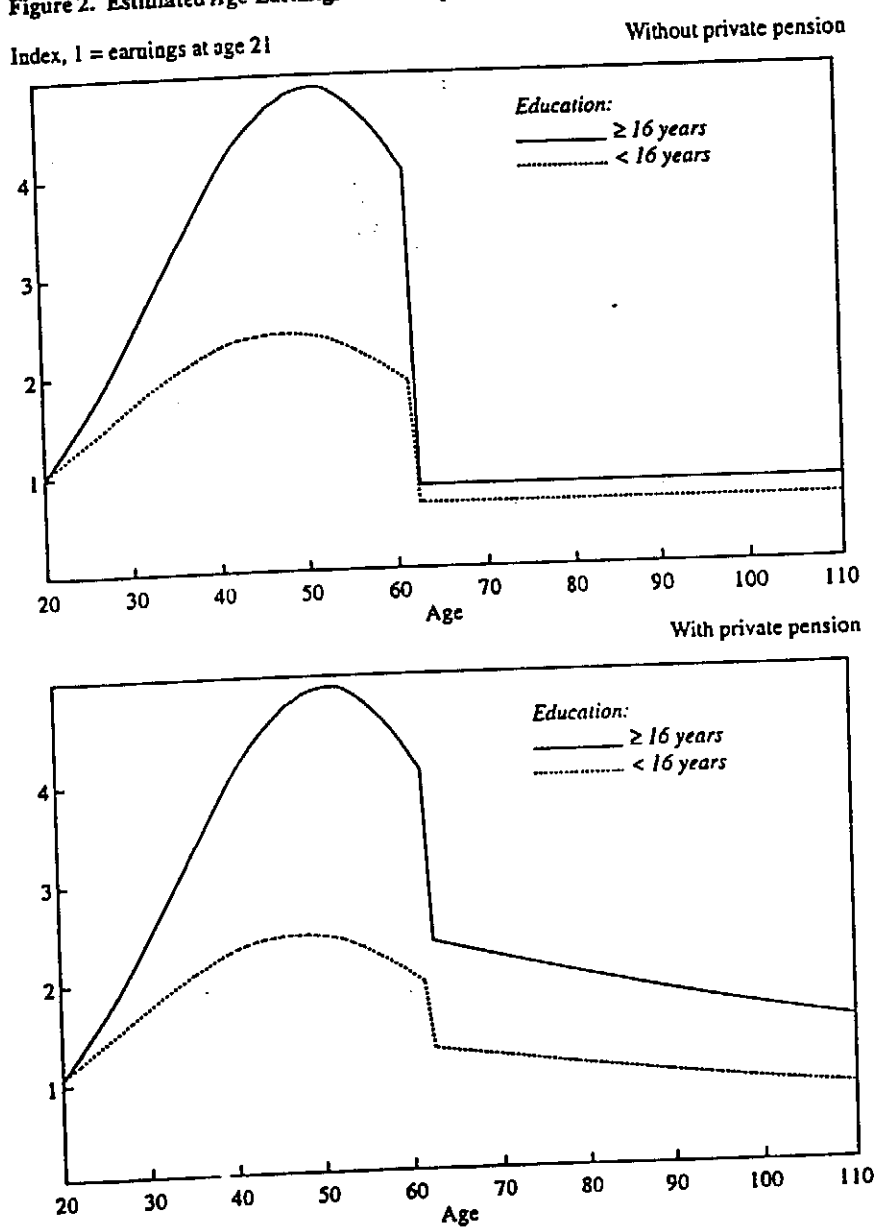 Figure 2. Estimated
Without private pension
Index, 1 = earnings at age 21
Education:
≥ 16 years
< 16 years
4
3
2
1
20 30 40 50 60 70 80 90 100 110
Age
With private pension
Education:
≥ 16 years
< 16 years
4
3
2
1
20 30 40 50 60 70 80 90 100 110
Age